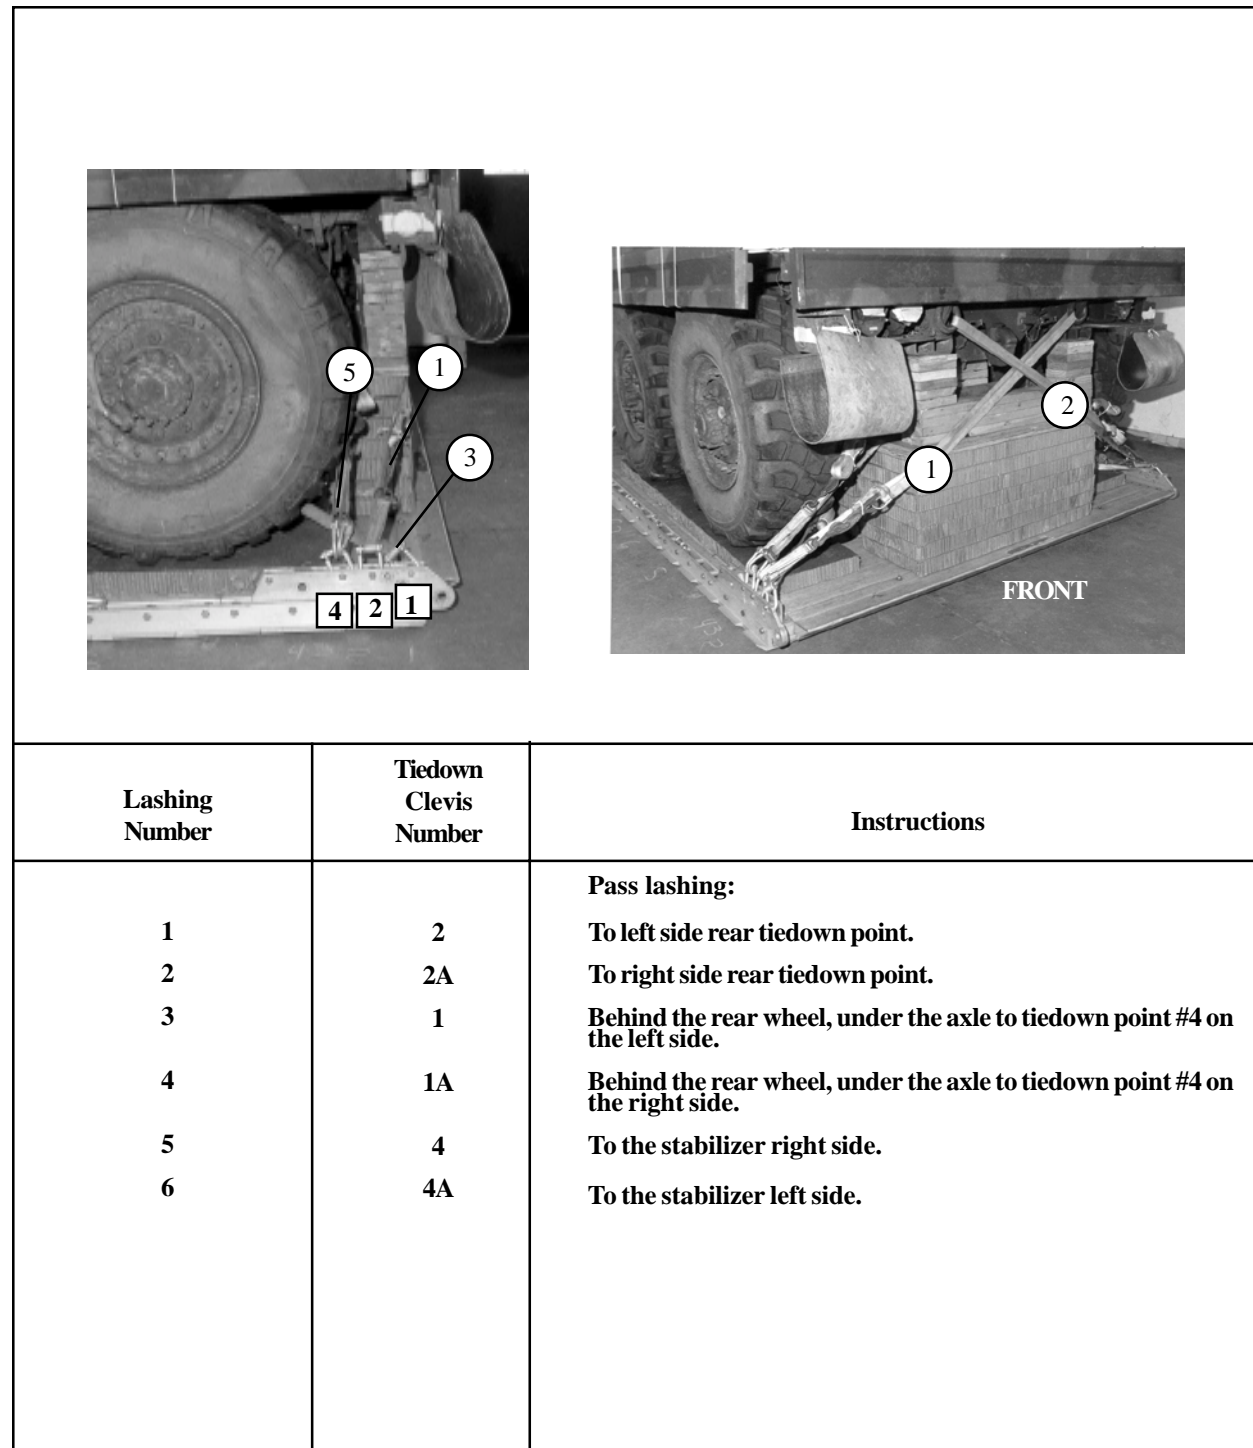 5
1
3
4
2
1
2
1
FRONT
Lashing
Number
Tiedown
Clevis
Number
Instructions
Pass lashing:
1 2 To left side rear tiedown point.
2 2A To right side rear tiedown point.
3 1 Behind the rear wheel, under the axle to tiedown point #4 on
the left side.
4 1A Behind the rear wheel, under the axle to tiedown point #4 on
the right side.
5 4 To the stabilizer right side.
6 4A To the stabilizer left side.